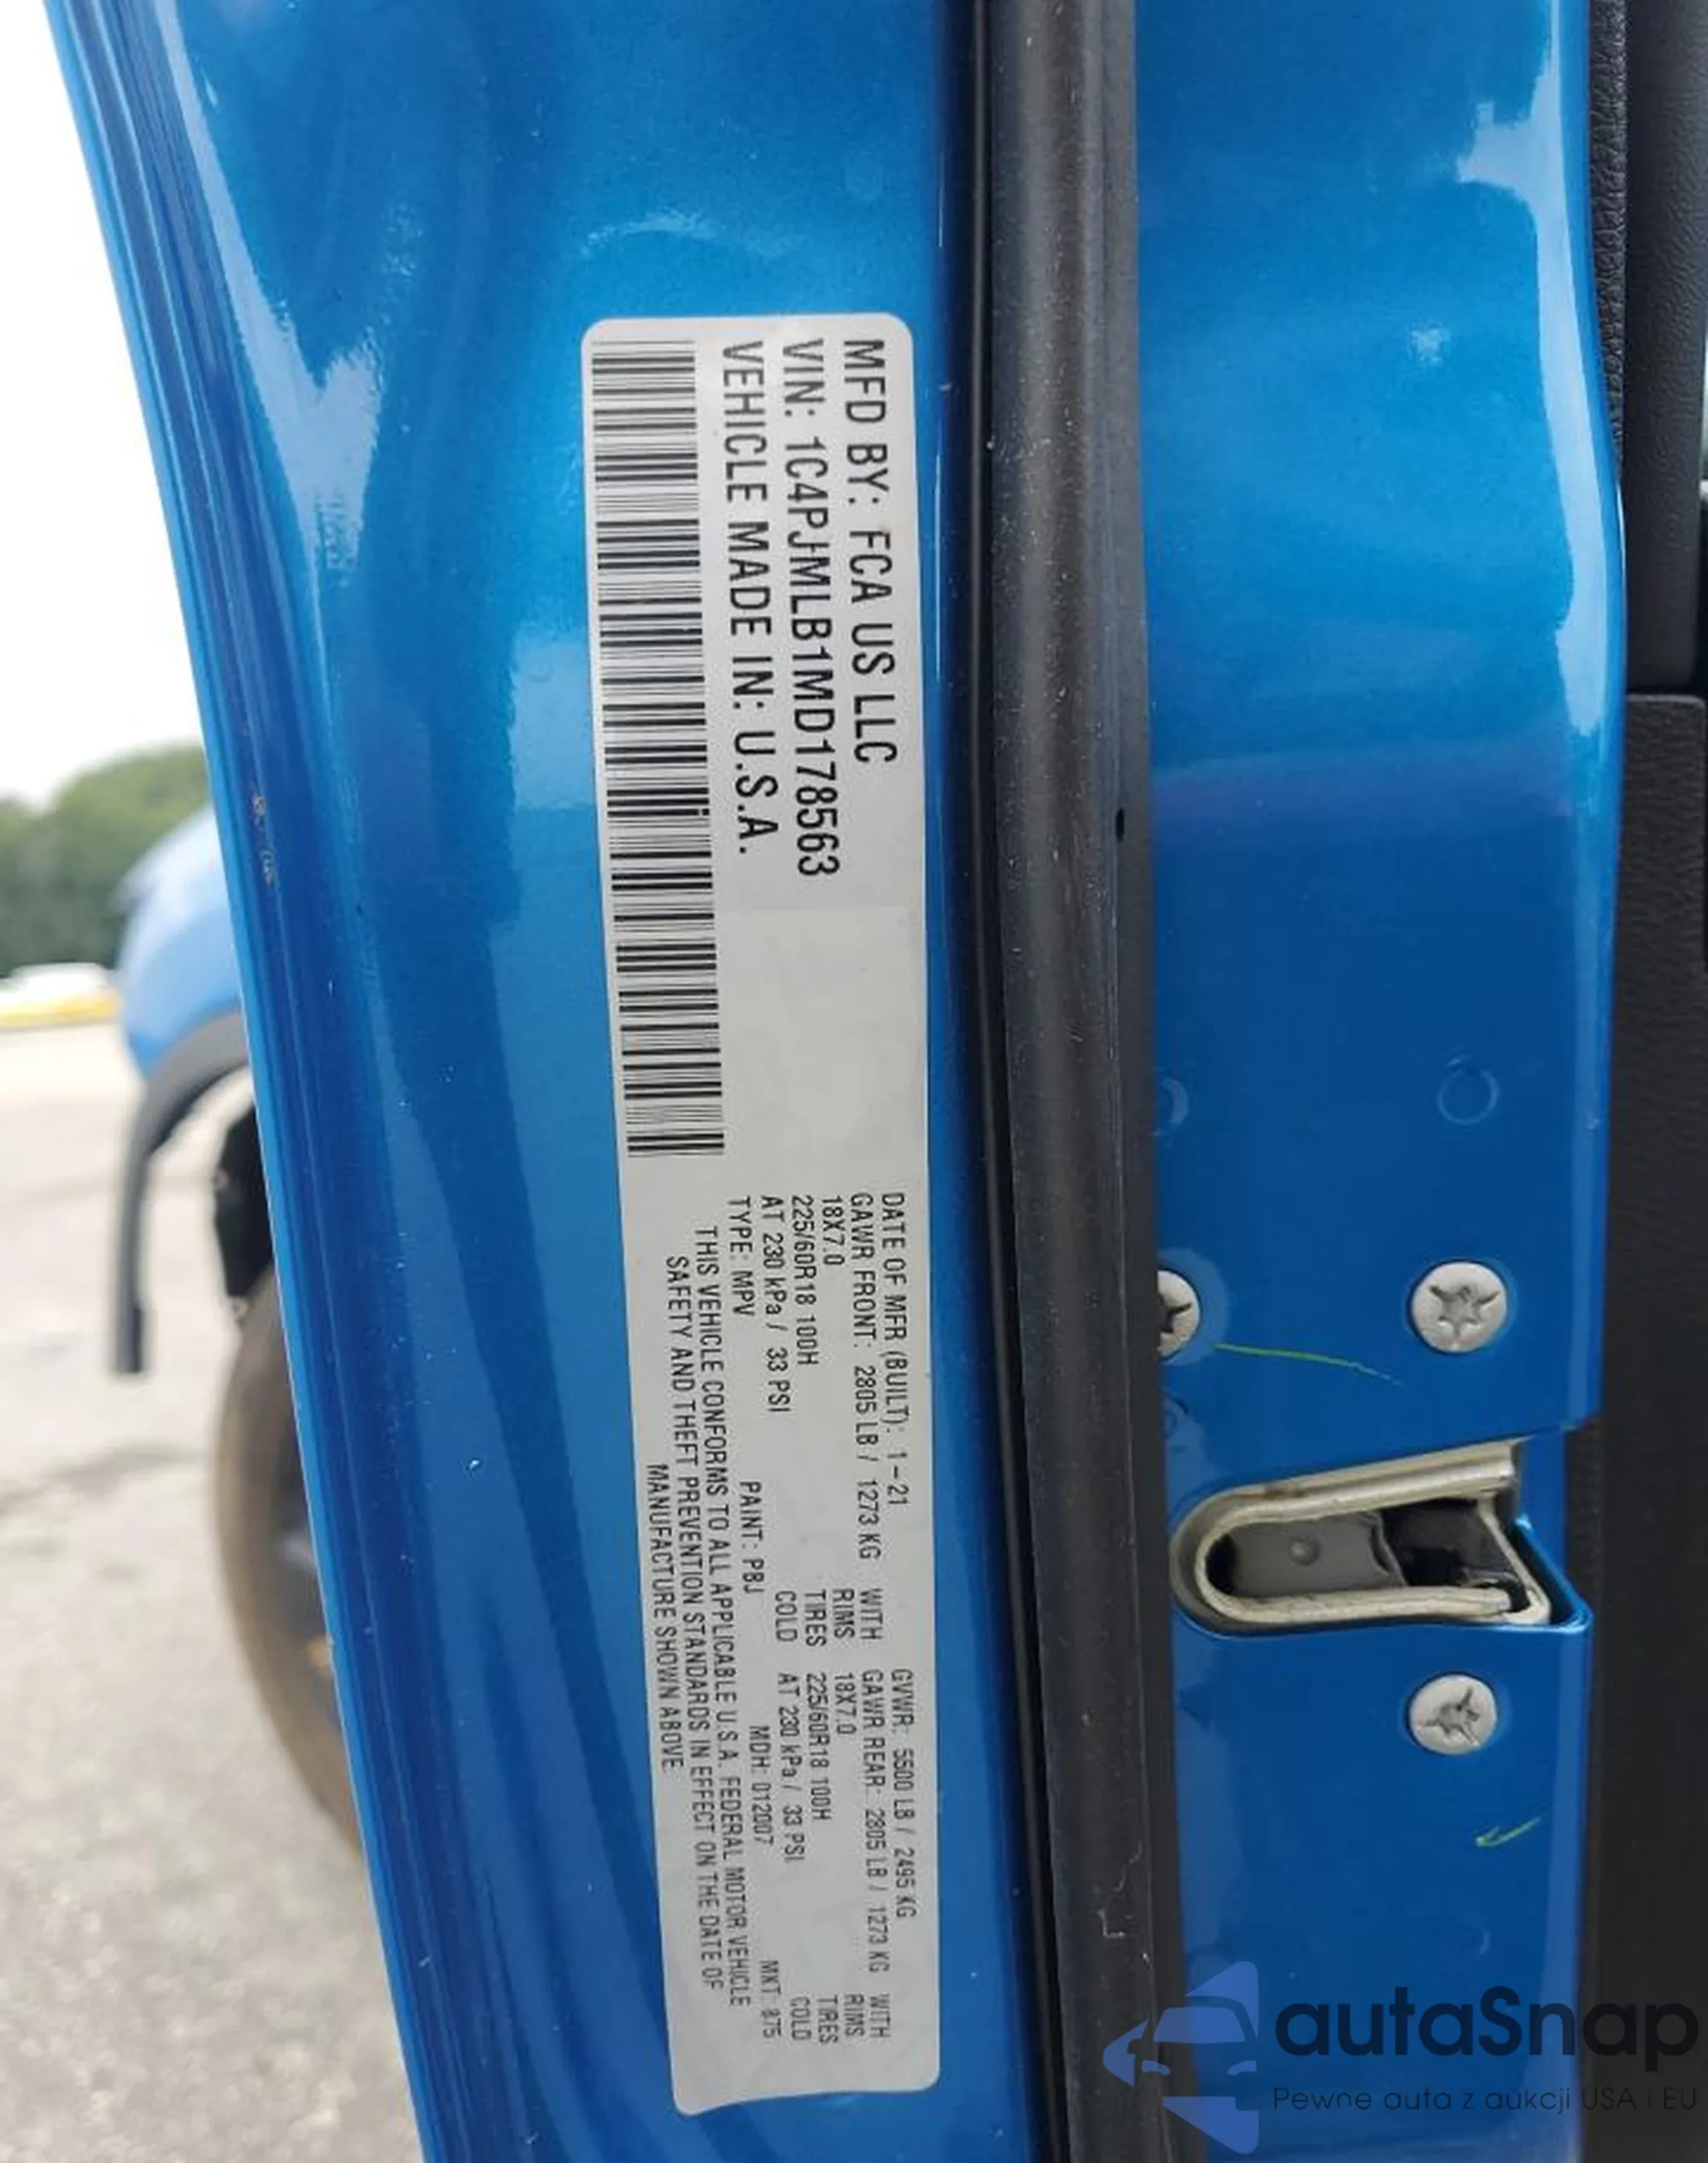 MFD BY: FCA US LLC
VIN: 1C4PJMLB1MD178563
VEHICLE MADE IN: U.S.A.
DATE OF MFR (BUILT): 1-21 GVWR: 5500 LB / 2495 KG
GAWR FRONT: 2805 LB / 1273 KG WITH GAWR REAR: 2805 LB / 1273 KG WITH
18X7.0 RIMS 18X7.0 RIMS
225/60R18 100H TIRES 225/60R18 100H TIRES
AT 230 kPa / 33 PSI COLD AT 230 kPa / 33 PSI COLD
TYPE: MPV PAINT: PBJ MDH: 012007 MKT: 875
THIS VEHICLE CONFORMS TO ALL APPLICABLE U.S.A. FEDERAL MOTOR VEHICLE
SAFETY AND THEFT PREVENTION STANDARDS IN EFFECT ON THE DATE OF
MANUFACTURE SHOWN ABOVE.
autaSnap
Pewne auta z aukcji USA i EU